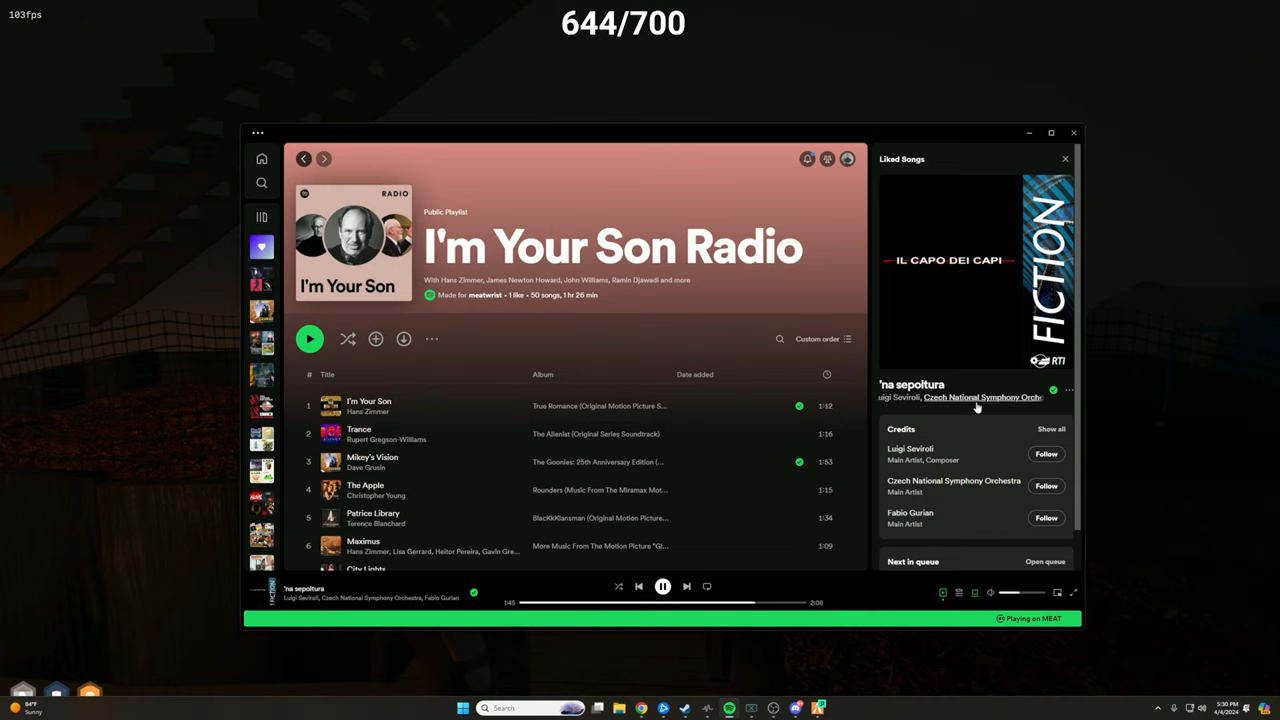 103fps
644/700
RADIO
I'm Your Son
Public Playlist
I'm Your Son Radio
With Hans Zimmer, James Newton Howard, John Williams, Ramin Djawadi and more
Made for meatwrist • 1 like • 50 songs, 1 hr 26 min
Custom order
# Title Album Date added
1 I'm Your Son True Romance (Original Motion Picture S... 1:12
Hans Zimmer
2 Trance The Alienist (Original Series Soundtrack) 1:16
Rupert Gregson-Williams
3 Mikey's Vision The Goonies: 25th Anniversary Edition (... 1:53
Dave Grusin
4 The Apple Rounders (Music From The Miramax Mot... 1:15
Christopher Young
5 Patrice Library BlacKkKlansman (Original Motion Picture... 1:34
Terence Blanchard
6 Maximus More Music From The Motion Picture "Gl... 1:09
Hans Zimmer, Lisa Gerrard, Heitor Pereira, Gavin Gre...
City Lights
Liked Songs
IL CAPO DEI CAPI
FICTION
RTI
'na sepoltura
uigi Seviroli, Czech National Symphony Orche
Credits Show all
Luigi Seviroli
Main Artist, Composer
Follow
Czech National Symphony Orchestra
Main Artist
Follow
Fabio Gurian
Main Artist
Follow
Next in queue Open queue
'na sepoltura
Luigi Seviroli, Czech National Symphony Orchestra, Fabio Gurian
1:45 2:08
Playing on MEAT
84°F
Sunny
Search
5:30 PM
4/4/2024